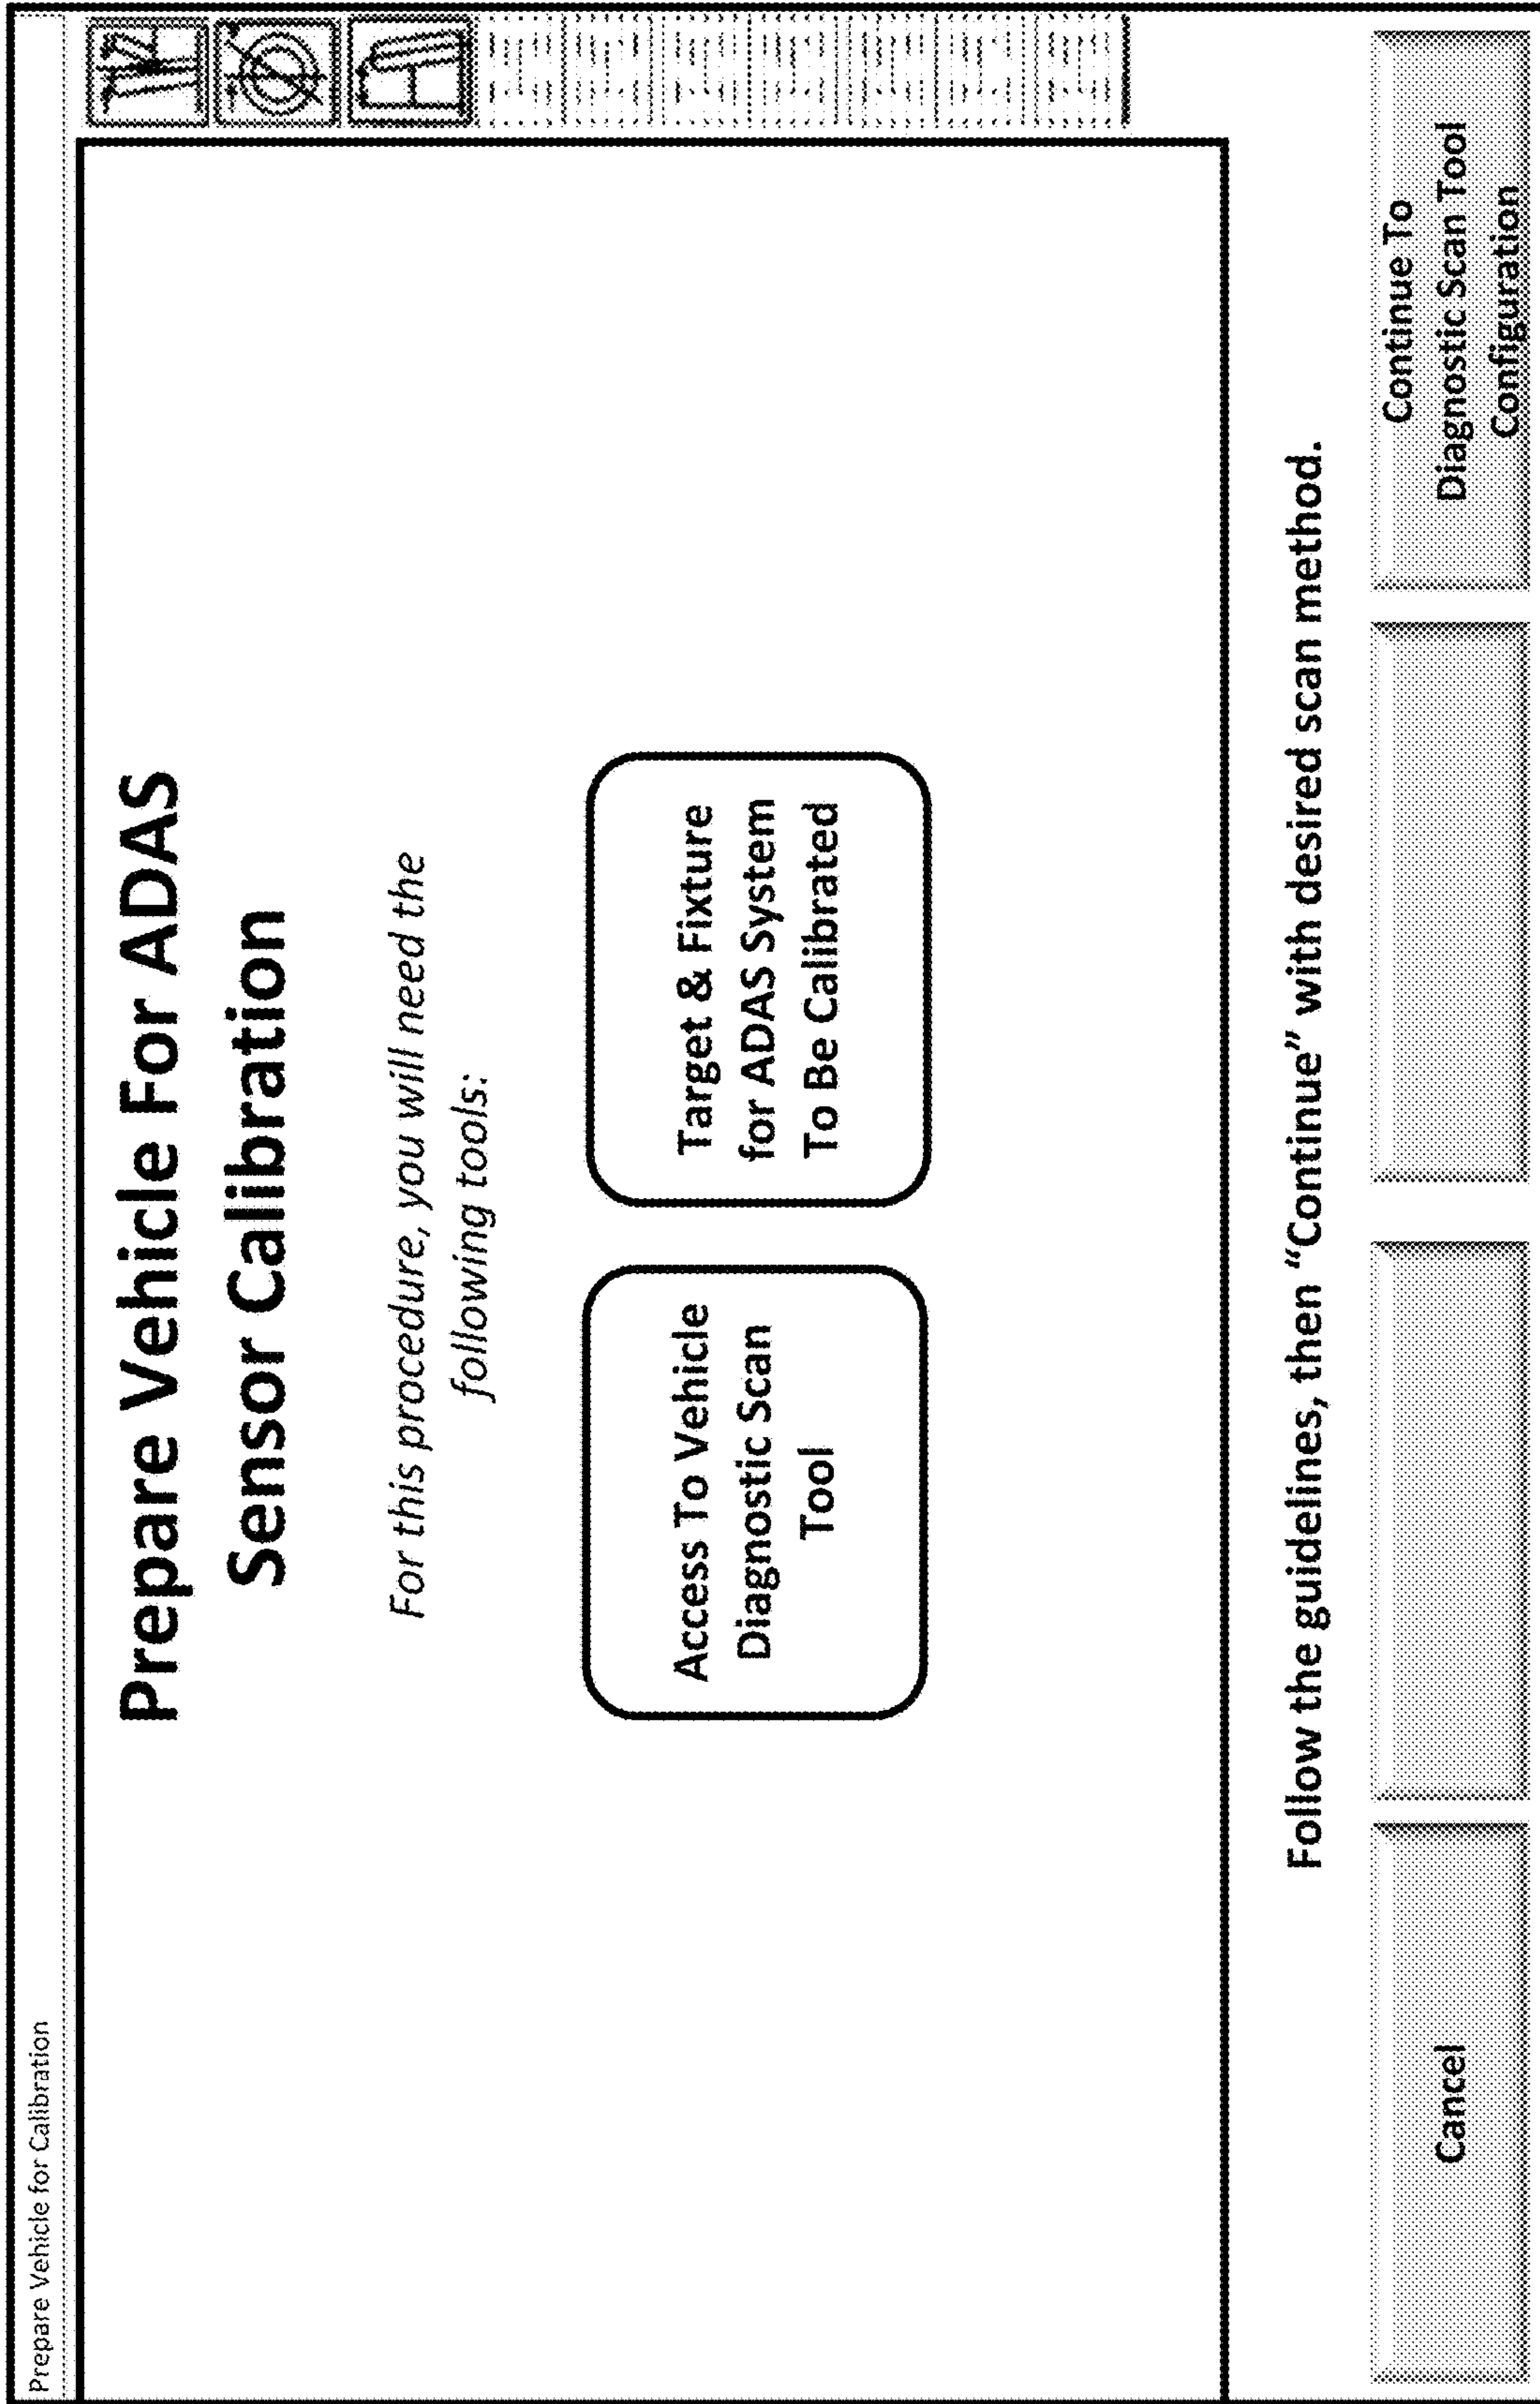 Prepare Vehicle for Calibration
Prepare Vehicle For ADAS
Sensor Calibration
For this procedure, you will need the
following tools:
Access To Vehicle
Diagnostic Scan
Tool
Target & Fixture
for ADAS System
To Be Calibrated
Follow the guidelines, then “Continue” with desired scan method.
Cancel
Continue To
Diagnostic Scan Tool
Configuration